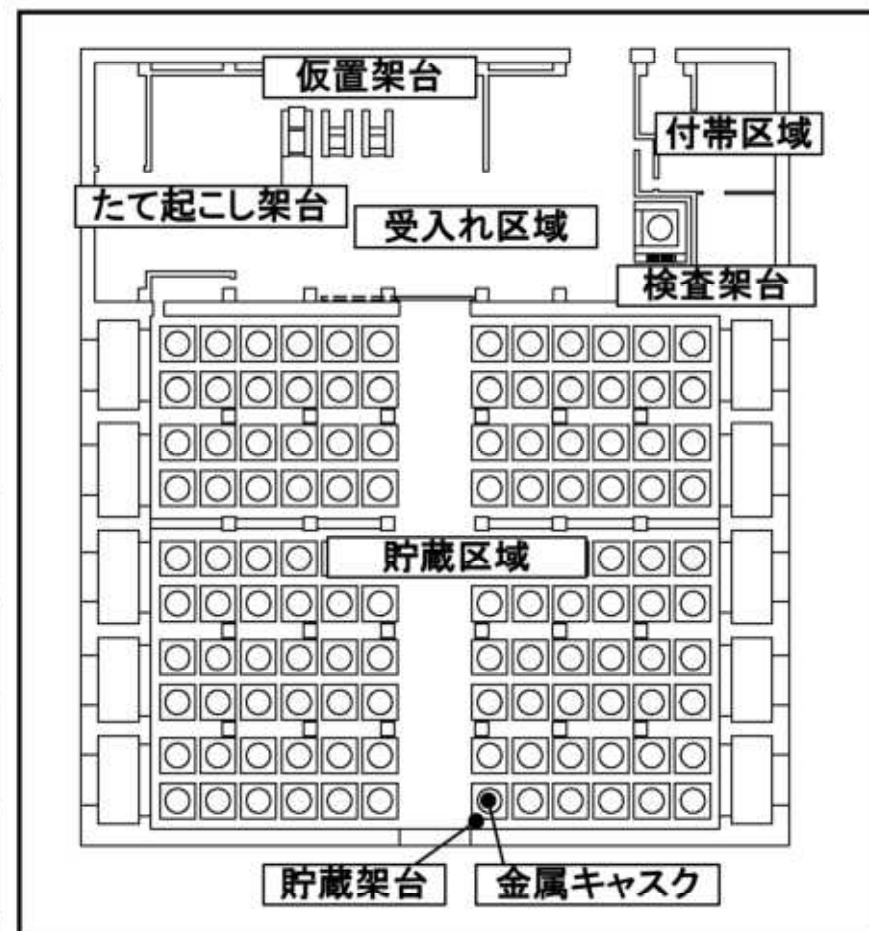 仮置架台
付帯区域
たて起こし架台
受入れ区域
検査架台
貯蔵区域
貯蔵架台
金属キャスク